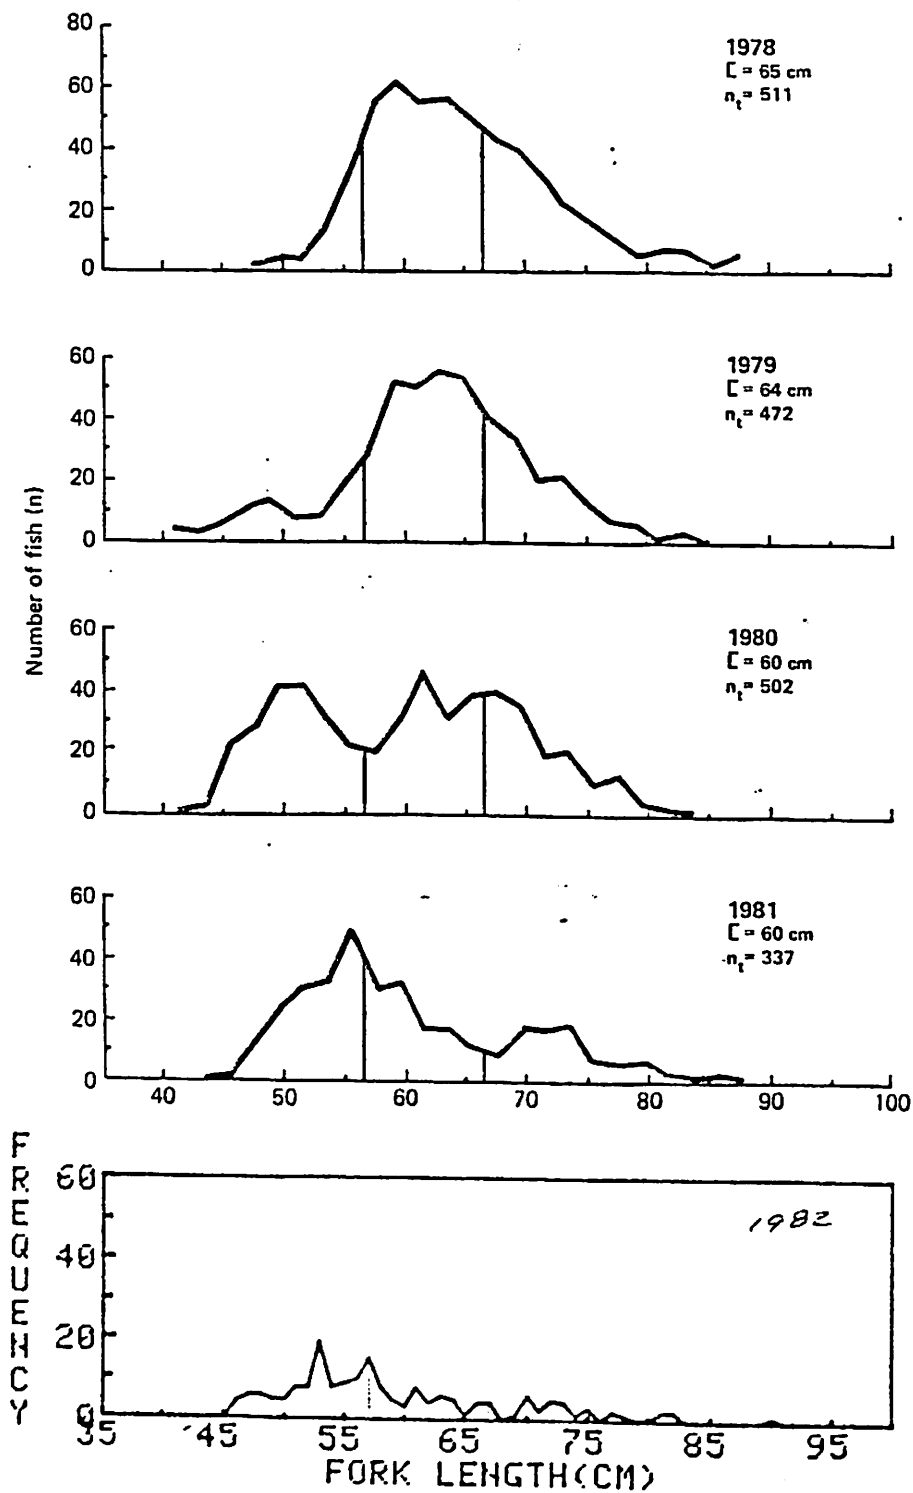 80
60
40
20
0
1978
C = 65 cm
nt = 511
60
40
20
0
1979
C = 64 cm
nt = 472
Number of fish (n)
60
40
20
0
1980
C = 60 cm
nt = 502
60
40
20
0
1981
C = 60 cm
nt = 337
40 50 60 70 80 90 100
FREQUENCY
60
40
20
0
1982
35 45 55 65 75 85 95
FORK LENGTH(CM)